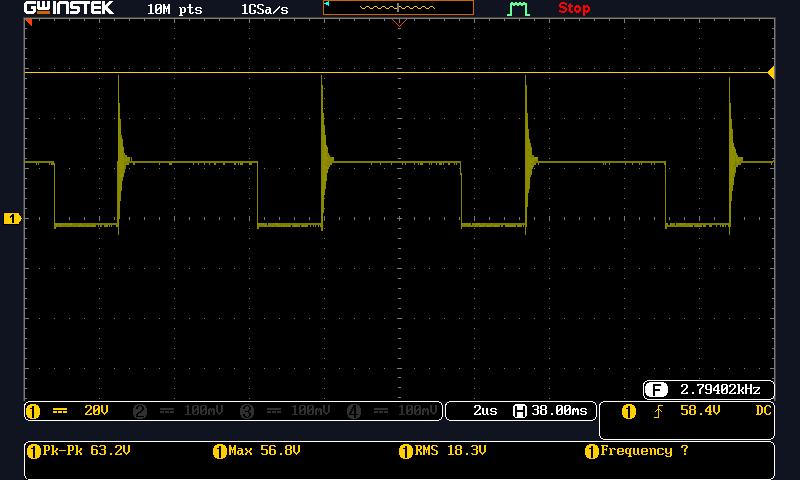 GWINSTEK 10M pts 1GSa/s Stop
1
F 2.79402kHz
1 20V 2 100mV 3 100mV 4 100mV 2us H 38.00ms 1 58.4V DC
1 Pk-Pk 63.2V 1 Max 56.8V 1 RMS 18.3V 1 Frequency ?